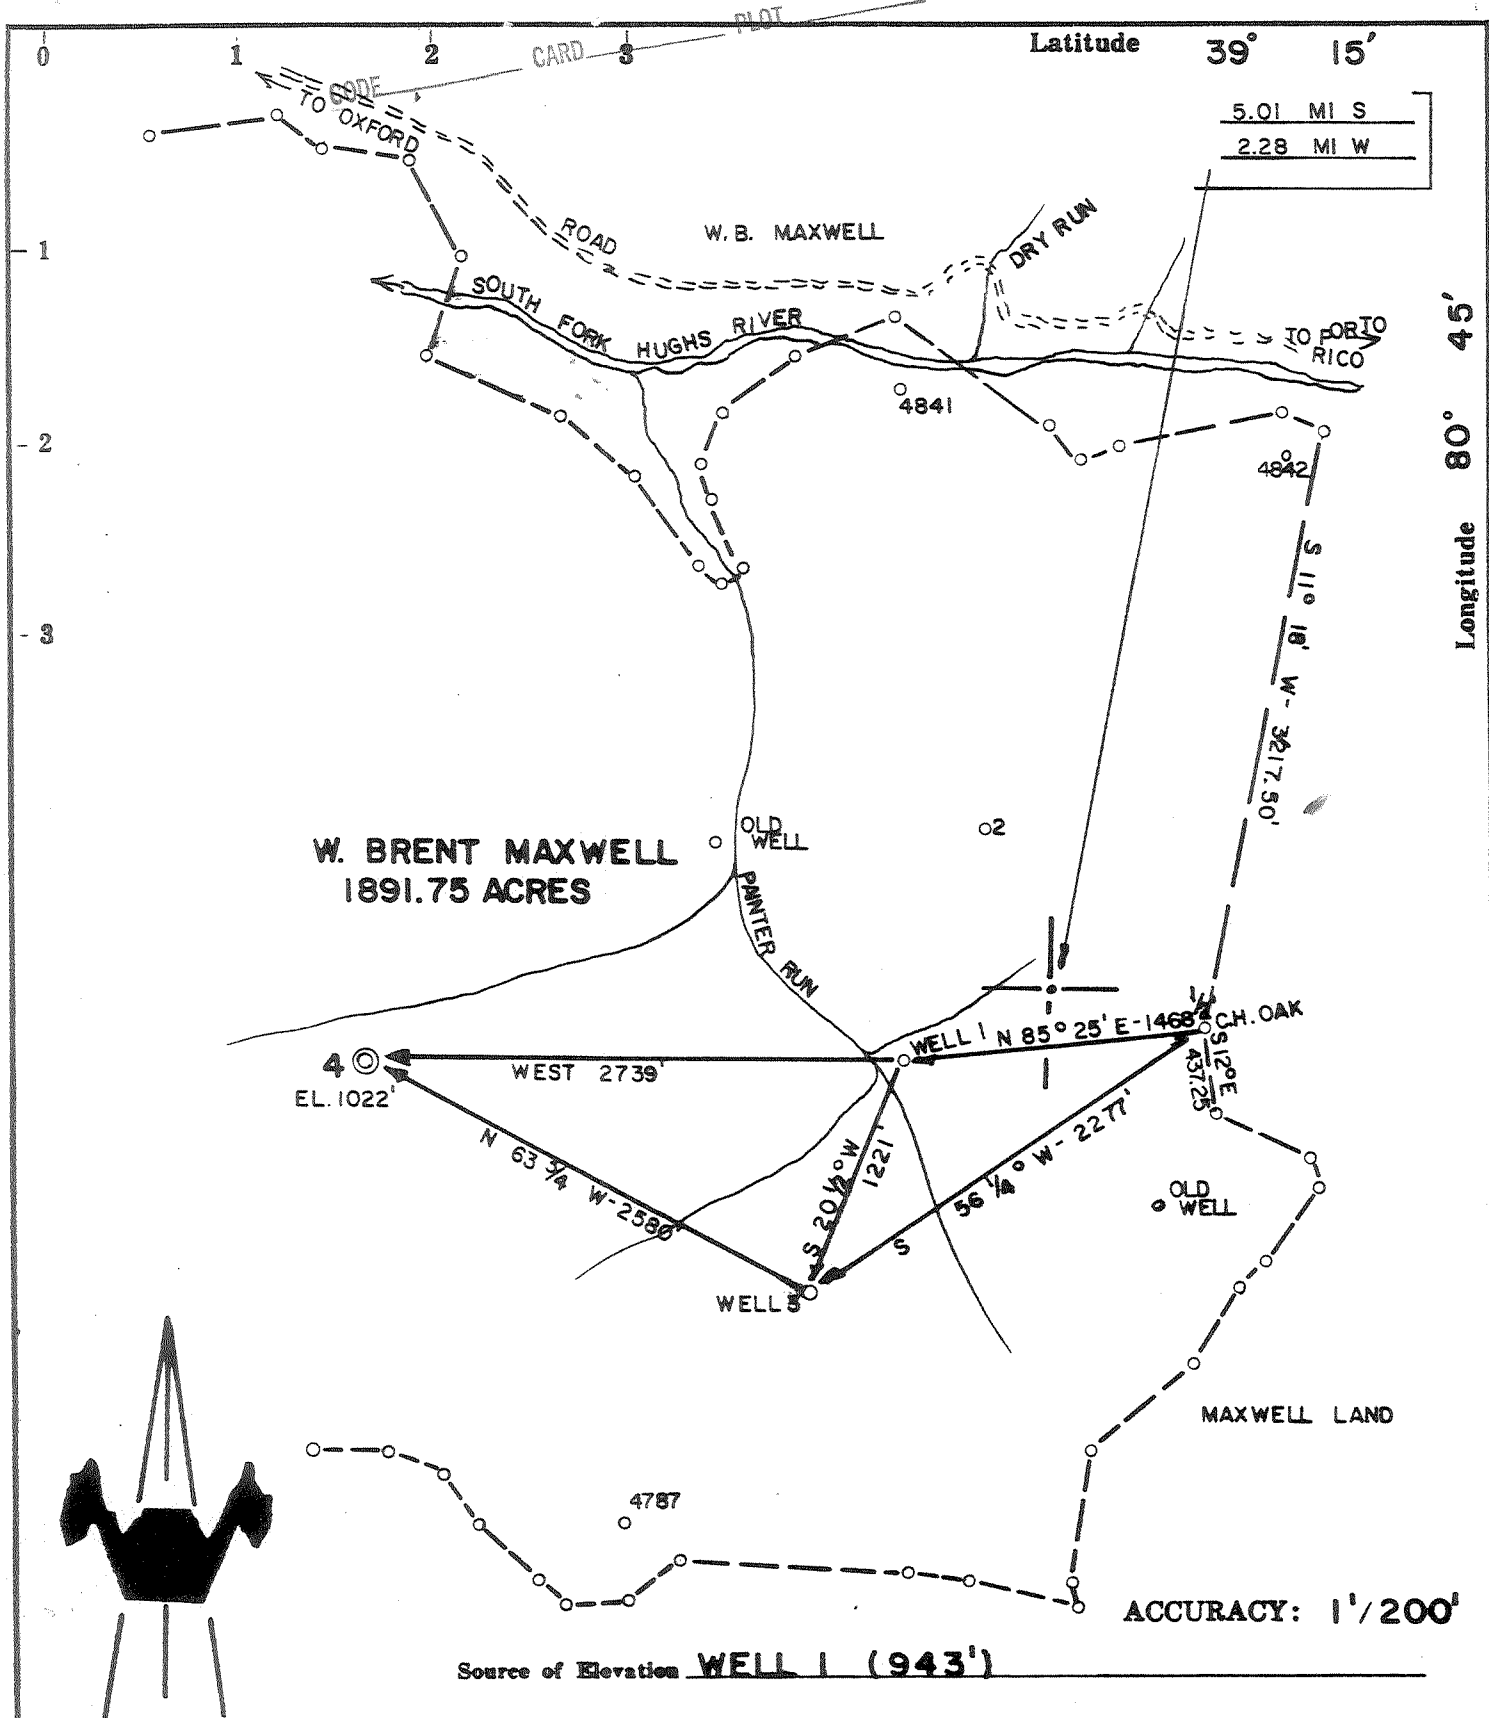 PLOT
CARD
CODE
0 1 2 3
Latitude 39° 15'
5.01 MI S
2.28 MI W
TO OXFORD
ROAD
W. B. MAXWELL
DRY RUN
- 1
SOUTH FORK HUGHS RIVER
TO PORTO
RICO
4841
- 2
4842
Longitude 80° 45'
- 3
S 11° 18' W - 3217.50'
OLD
WELL
2
W. BRENT MAXWELL
1891.75 ACRES
PAINTER RUN
WELL 1 N 85° 25' E - 1468'
C.H. OAK
S 12° E
437.25
4
EL. 1022'
WEST 2739'
S 20 1/2° W
1221'
N 63 3/4 W - 2580'
S 56 1/4° W - 2277'
OLD
WELL
WELL 3
MAXWELL LAND
4787
ACCURACY: 1'/200'
Source of Elevation WELL 1 (943')